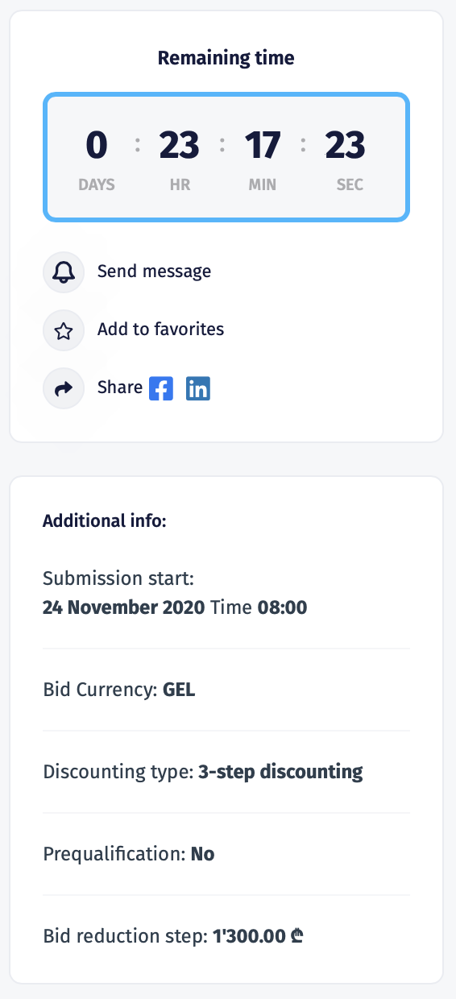 Remaining time
0 : 23 : 17 : 23
DAYS HR MIN SEC
Send message
Add to favorites
Share
Additional info:
Submission start:
24 November 2020 Time 08:00
Bid Currency: GEL
Discounting type: 3-step discounting
Prequalification: No
Bid reduction step: 1'300.00 ₾